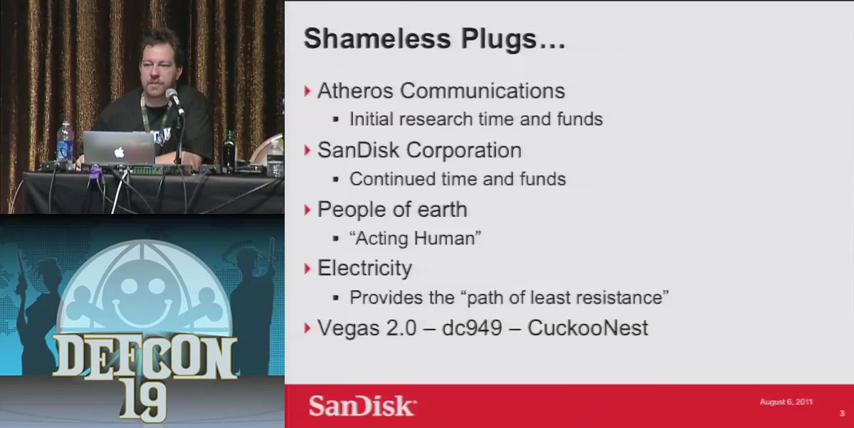 Shameless Plugs…
Atheros Communications
Initial research time and funds
SanDisk Corporation
Continued time and funds
People of earth
“Acting Human”
Electricity
Provides the “path of least resistance”
Vegas 2.0 – dc949 – CuckooNest
SanDisk
August 6, 2011
3
DEFCON
19